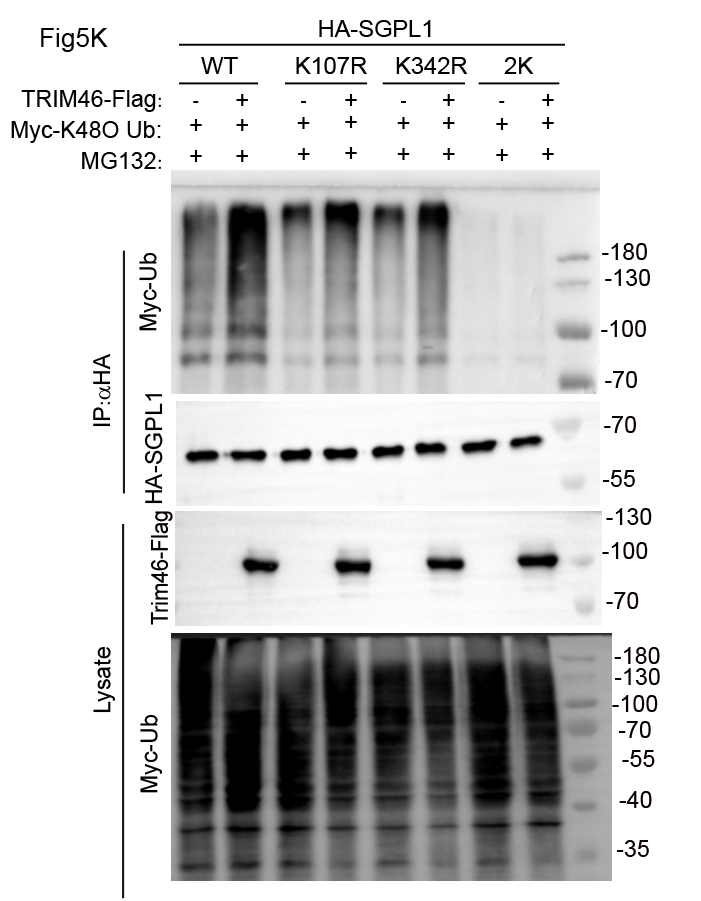 Fig5K
HA-SGPL1
WT K107R K342R 2K
TRIM46-Flag: - + - + - + - +
Myc-K48O Ub: + + + + + + + +
MG132: + + + + + + + +
IP:αHA
Myc-Ub
-180
-130
-100
-70
HA-SGPL1
-70
-55
Lysate
Trim46-Flag
-130
-100
-70
Myc-Ub
-180
-130
-100
-70
-55
-40
-35